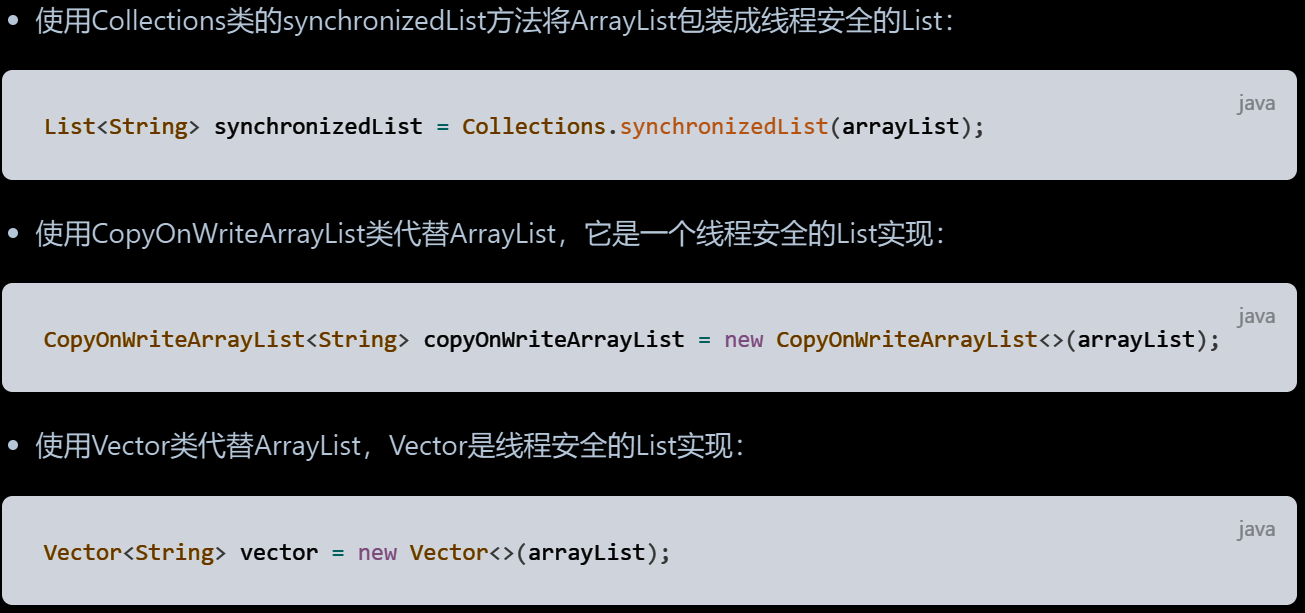 使用Collections类的synchronizedList方法将ArrayList包装成线程安全的List：
java
List<String> synchronizedList = Collections.synchronizedList(arrayList);
使用CopyOnWriteArrayList类代替ArrayList，它是一个线程安全的List实现：
java
CopyOnWriteArrayList<String> copyOnWriteArrayList = new CopyOnWriteArrayList<>(arrayList);
使用Vector类代替ArrayList，Vector是线程安全的List实现：
java
Vector<String> vector = new Vector<>(arrayList);